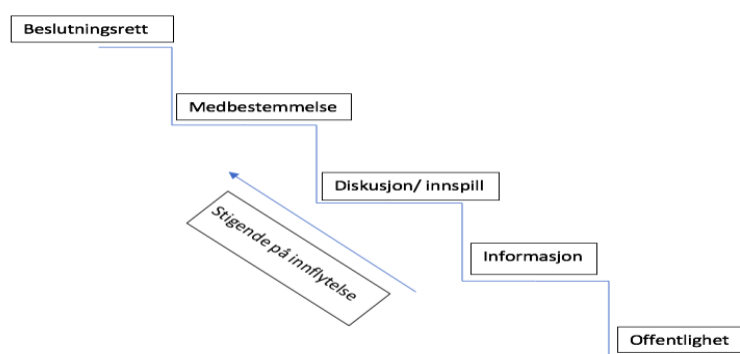 Beslutningsrett
Medbestemmelse
Diskusjon/ innspill
Stigende på innflytelse
Informasjon
Offentlighet